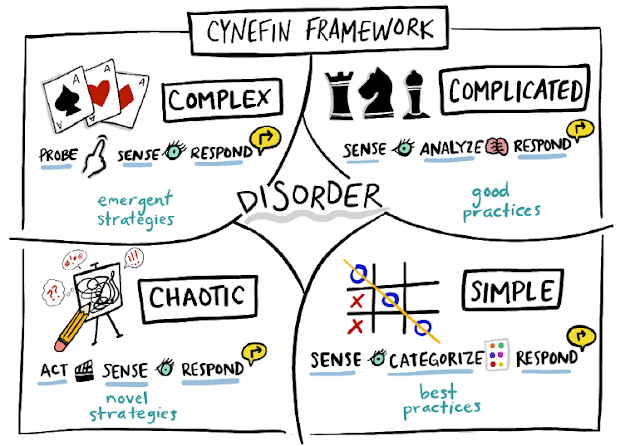 CYNEFIN FRAMEWORK
A A A
A
COMPLEX
PROBE SENSE RESPOND
emergent
strategies
COMPLICATED
SENSE ANALYZE RESPOND
good
practices
DISORDER
#!*@
!!!
??
CHAOTIC
ACT SENSE RESPOND
novel
strategies
O
X O
X O
SIMPLE
SENSE CATEGORIZE RESPOND
best
practices